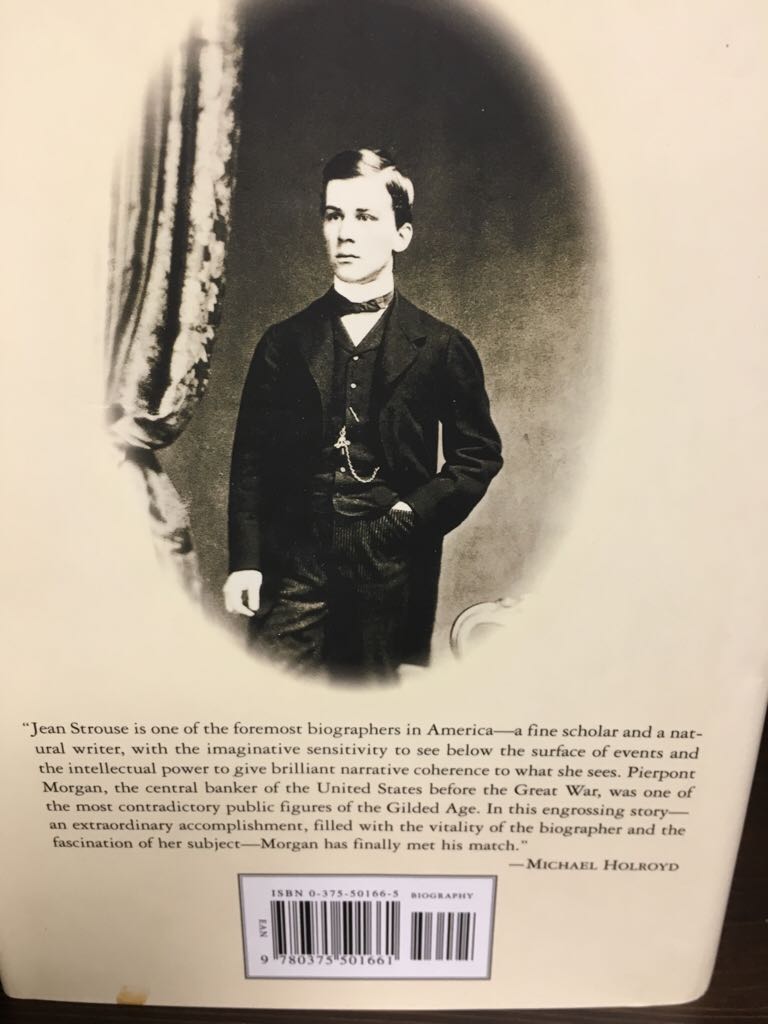 “Jean Strouse is one of the foremost biographers in America—a fine scholar and a nat-
ural writer, with the imaginative sensitivity to see below the surface of events and
the intellectual power to give brilliant narrative coherence to what she sees. Pierpont
Morgan, the central banker of the United States before the Great War, was one of
the most contradictory public figures of the Gilded Age. In this engrossing story—
an extraordinary accomplishment, filled with the vitality of the biographer and the
fascination of her subject—Morgan has finally met his match.”
—MICHAEL HOLROYD
ISBN 0-375-50166-5 BIOGRAPHY
EAN
9 780375 501661